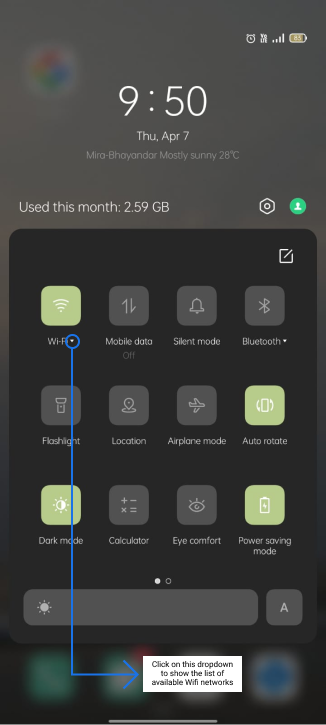 9:50
Thu, Apr 7
Mira-Bhayandar Mostly sunny 28°C
Used this month: 2.59 GB
Wi-Fi
Mobile data
Off
Silent mode
Bluetooth
Flashlight
Location
Airplane mode
Auto rotate
Dark mode
Calculator
Eye comfort
Power saving
mode
A
Click on this dropdown
to show the list of
available Wifi networks